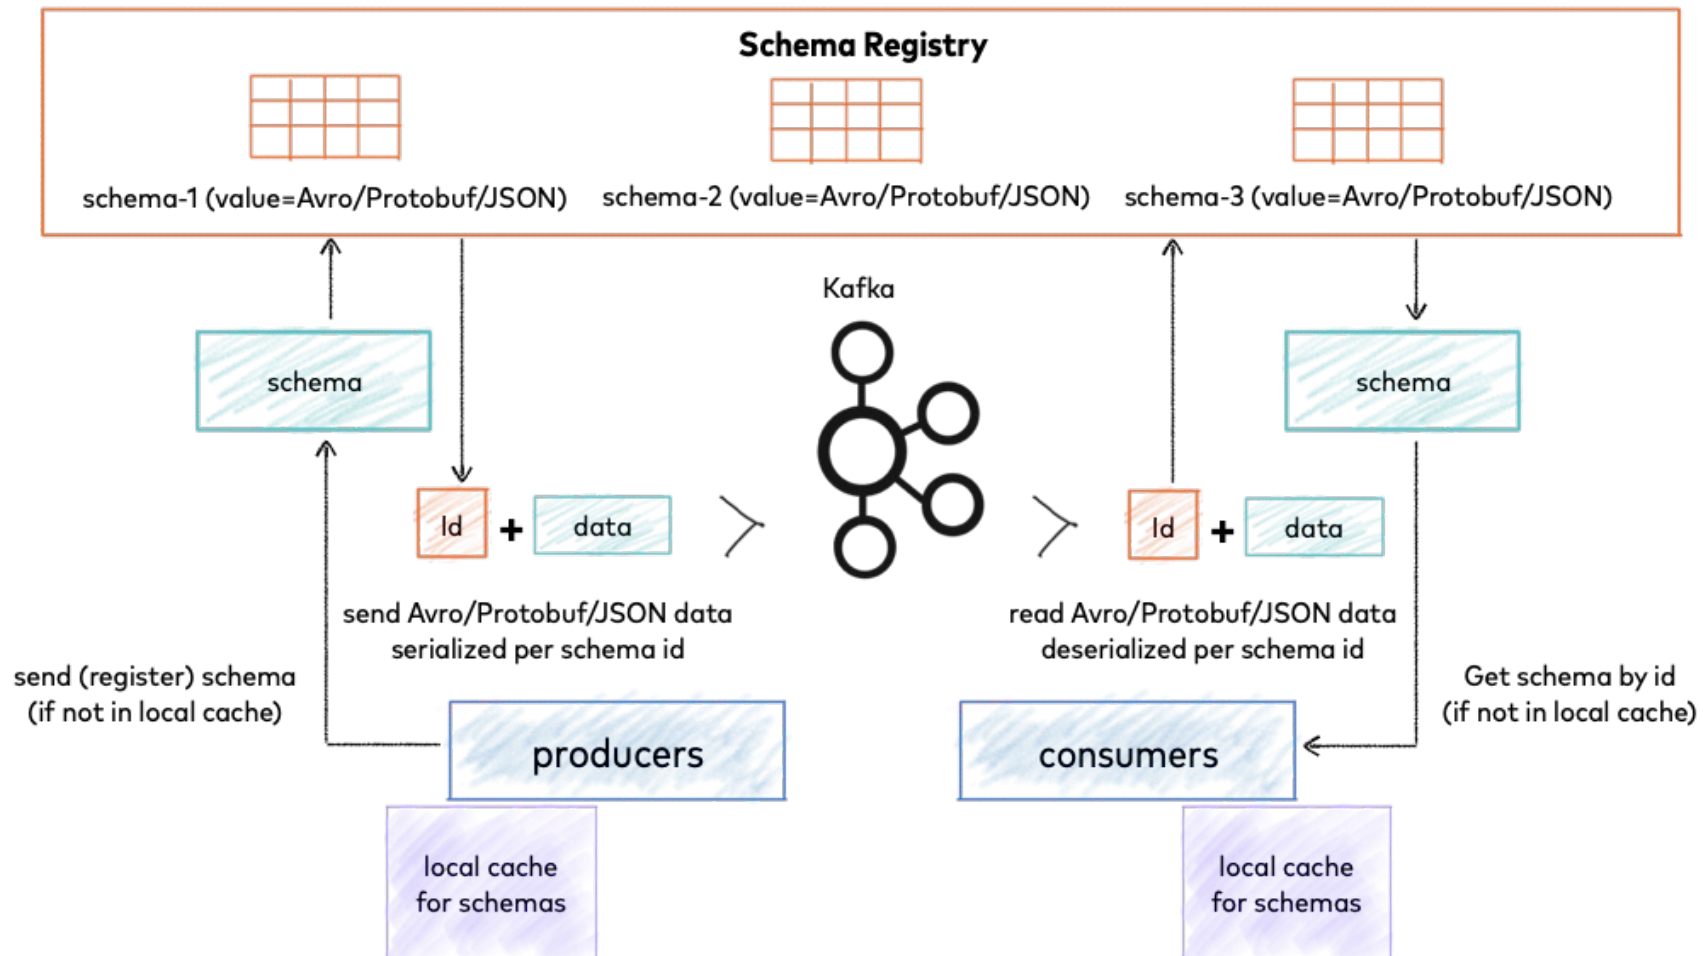 Schema Registry
schema-1 (value=Avro/Protobuf/JSON)
schema-2 (value=Avro/Protobuf/JSON)
schema-3 (value=Avro/Protobuf/JSON)
Kafka
schema
schema
Id
+
data
Id
+
data
send Avro/Protobuf/JSON data
serialized per schema id
read Avro/Protobuf/JSON data
deserialized per schema id
send (register) schema
(if not in local cache)
Get schema by id
(if not in local cache)
producers
consumers
local cache
for schemas
local cache
for schemas